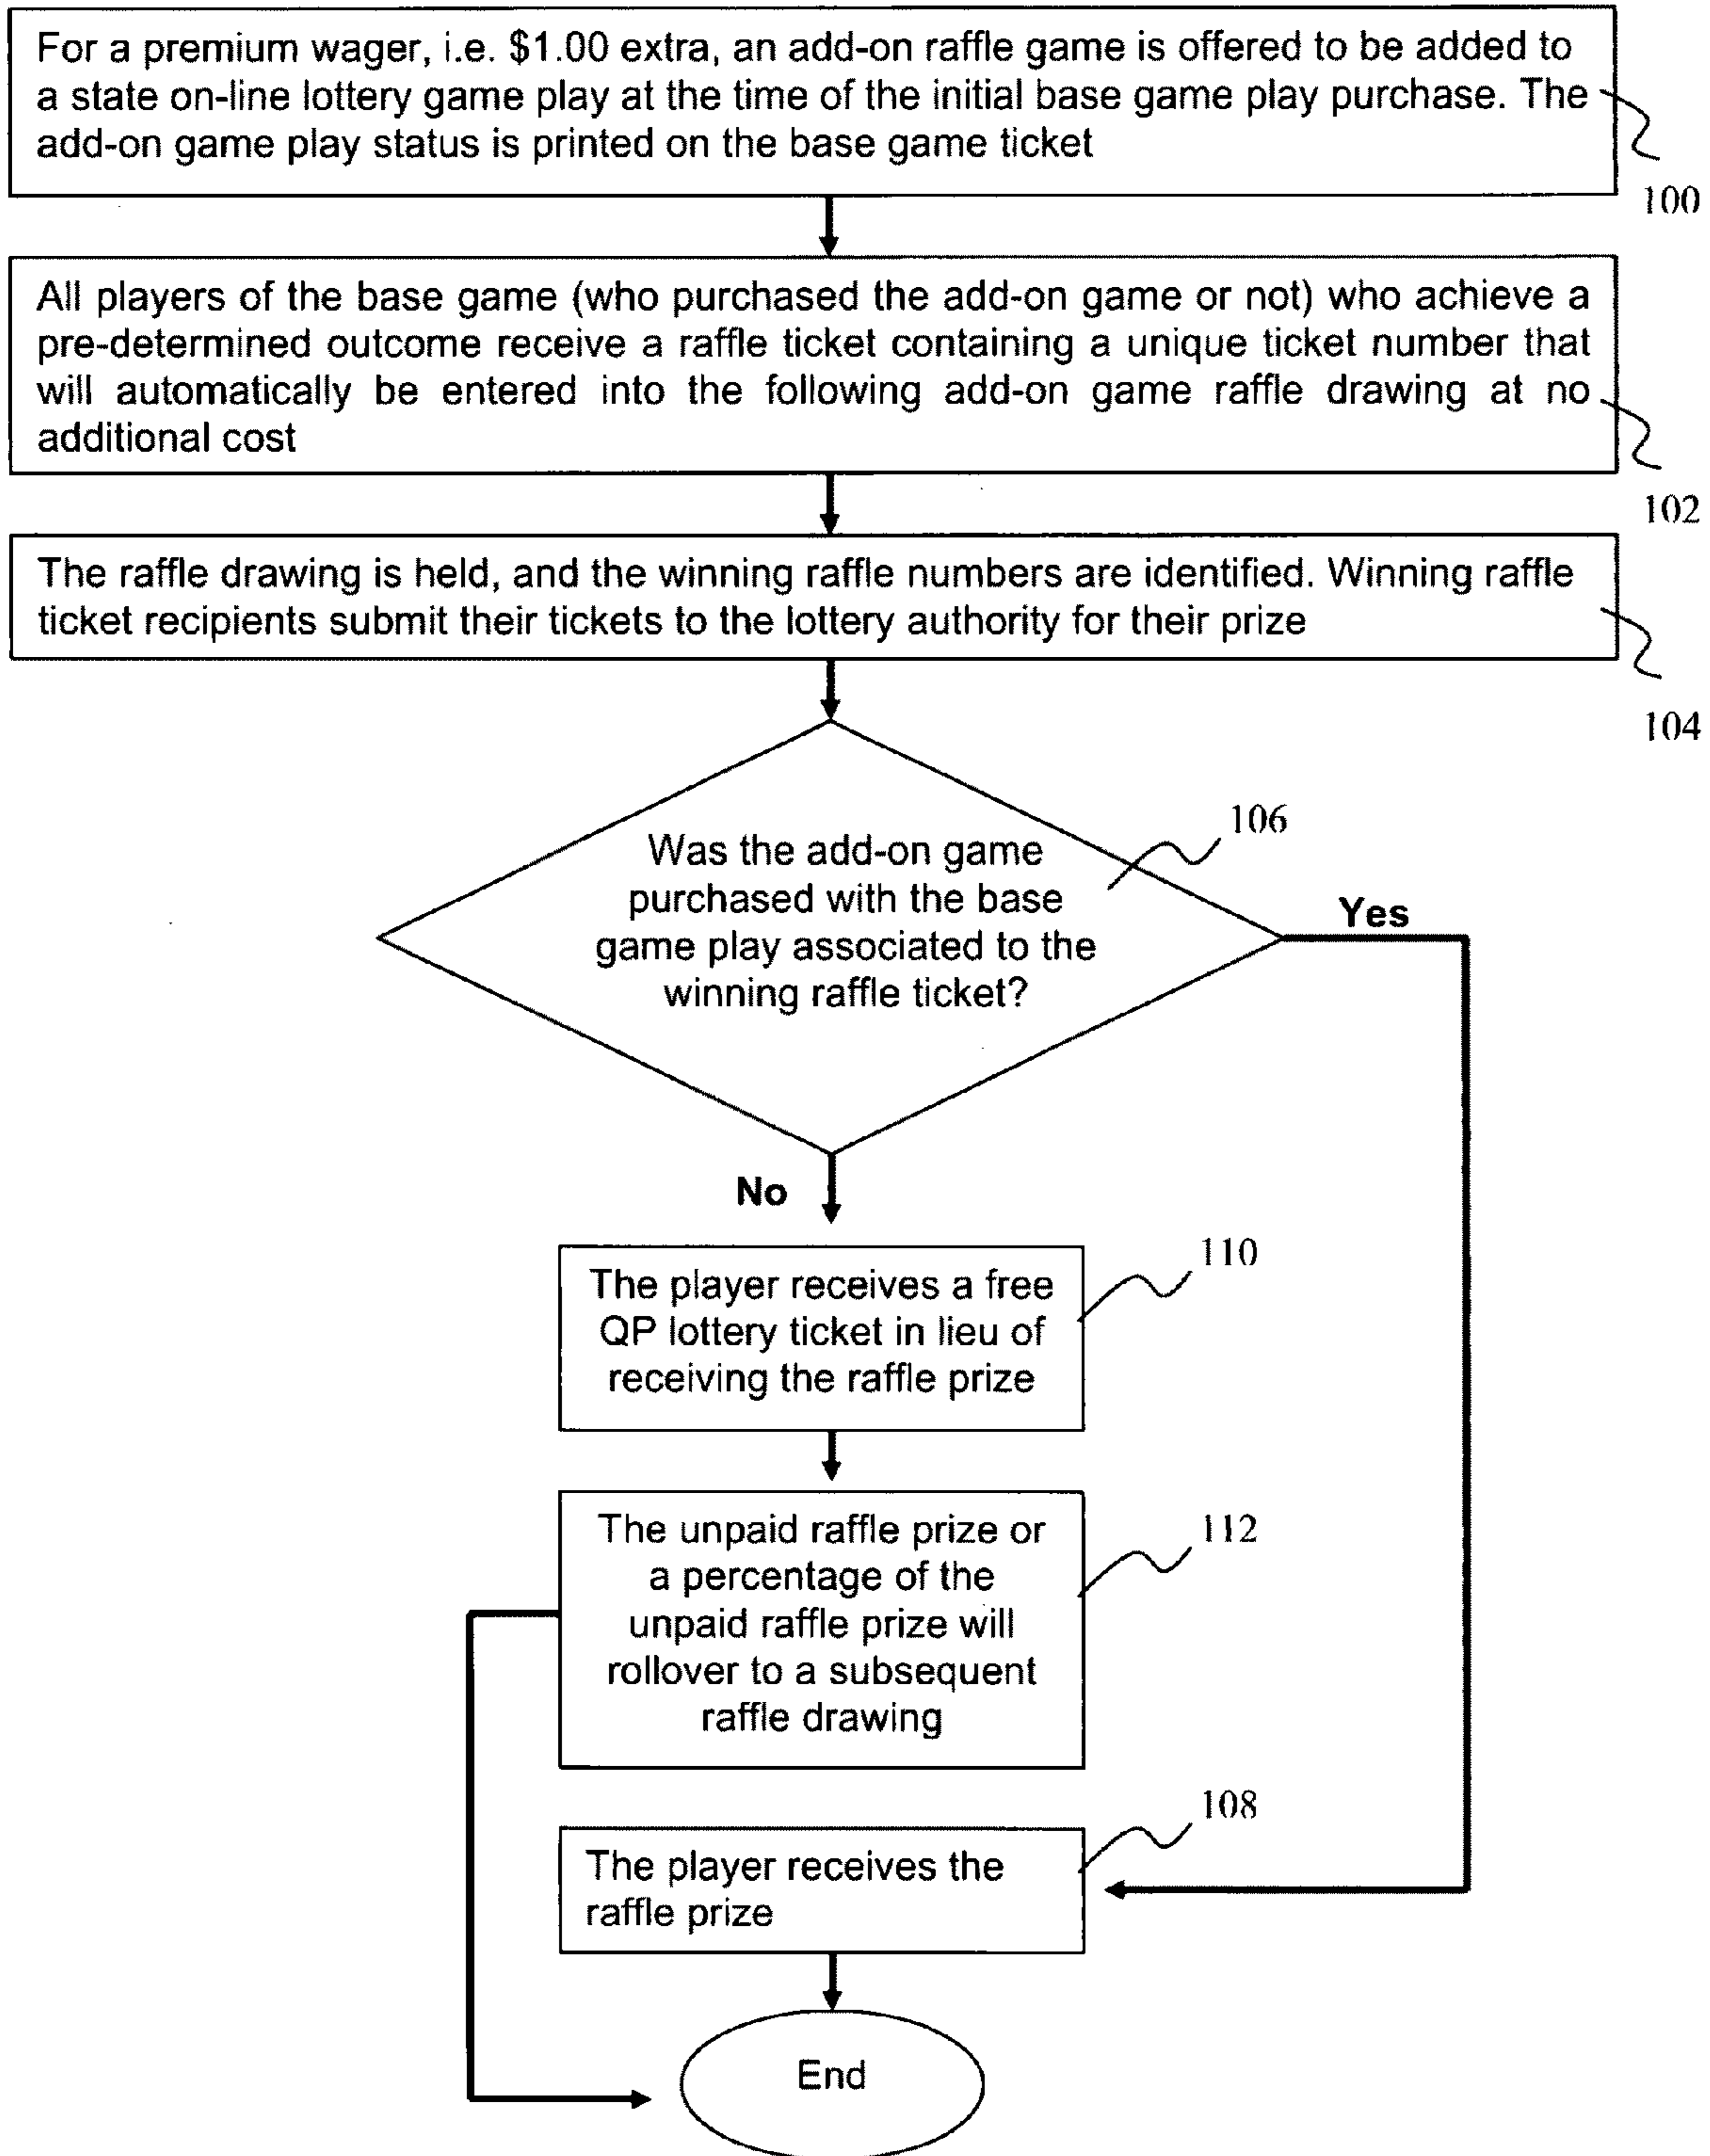 For a premium wager, i.e. $1.00 extra, an add-on raffle game is offered to be added to
a state on-line lottery game play at the time of the initial base game play purchase. The
add-on game play status is printed on the base game ticket
100
All players of the base game (who purchased the add-on game or not) who achieve a
pre-determined outcome receive a raffle ticket containing a unique ticket number that
will automatically be entered into the following add-on game raffle drawing at no
additional cost
102
The raffle drawing is held, and the winning raffle numbers are identified. Winning raffle
ticket recipients submit their tickets to the lottery authority for their prize
104
106
Was the add-on game
purchased with the base
game play associated to the
winning raffle ticket?
Yes
No
110
The player receives a free
QP lottery ticket in lieu of
receiving the raffle prize
112
The unpaid raffle prize or
a percentage of the
unpaid raffle prize will
rollover to a subsequent
raffle drawing
108
The player receives the
raffle prize
End